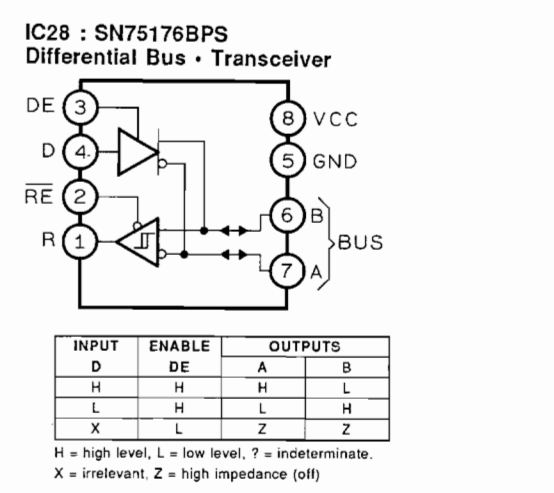 IC28 : SN75176BPS
Differential Bus • Transceiver
DE 3
8 VCC
D 4
5 GND
RE 2
6 B
R 1
BUS
7 A
INPUT ENABLE OUTPUTS
D DE A B
H H H L
L H L H
X L Z Z
H = high level, L = low level, ? = indeterminate.
X = irrelevant, Z = high impedance (off)